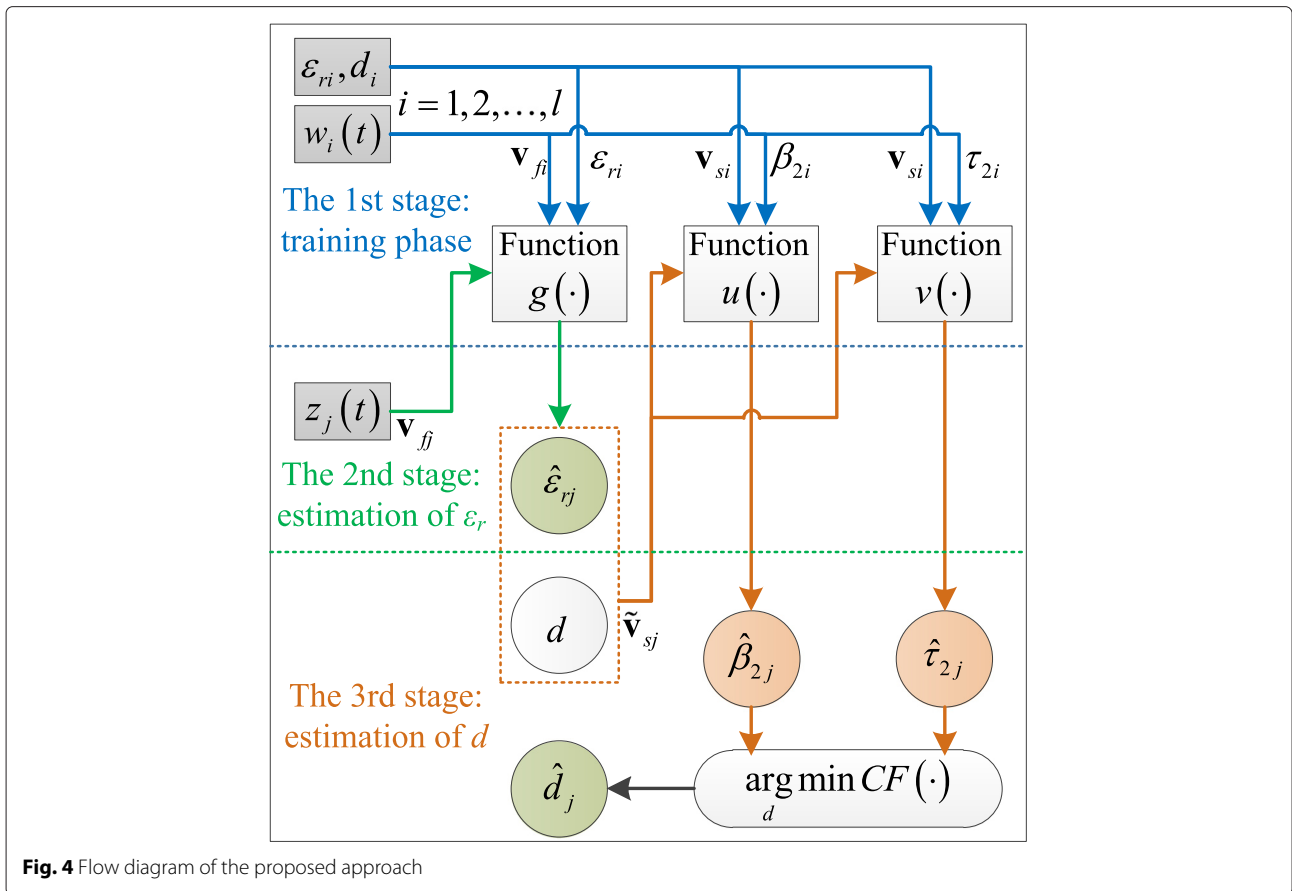 ε_ri, d_i
i = 1, 2, …, l
w_i(t)
v_fi
ε_ri
v_si
β_2i
v_si
τ_2i
The 1st stage:
training phase
Function
g(·)
Function
u(·)
Function
v(·)
z_j(t)
v_fj
The 2nd stage:
estimation of ε_r
ε̂_rj
d
ṽ_sj
β̂_2j
τ̂_2j
The 3rd stage:
estimation of d
d̂_j
arg min CF(·)
d
Fig. 4 Flow diagram of the proposed approach